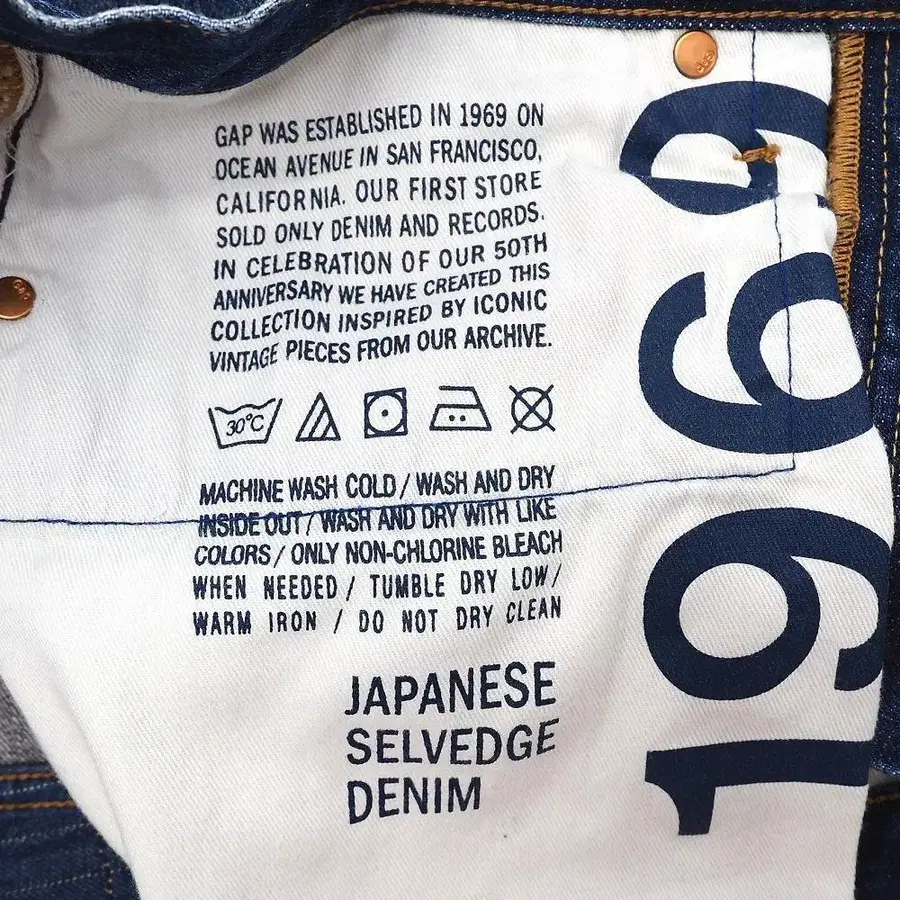 GAP WAS ESTABLISHED IN 1969 ON
OCEAN AVENUE IN SAN FRANCISCO,
CALIFORNIA. OUR FIRST STORE
SOLD ONLY DENIM AND RECORDS.
IN CELEBRATION OF OUR 50TH
ANNIVERSARY WE HAVE CREATED THIS
COLLECTION INSPIRED BY ICONIC
VINTAGE PIECES FROM OUR ARCHIVE.
30°C
MACHINE WASH COLD / WASH AND DRY
INSIDE OUT / WASH AND DRY WITH LIKE
COLORS / ONLY NON-CHLORINE BLEACH
WHEN NEEDED / TUMBLE DRY LOW /
WARM IRON / DO NOT DRY CLEAN
JAPANESE
SELVEDGE
DENIM
1969
GAP
GAP